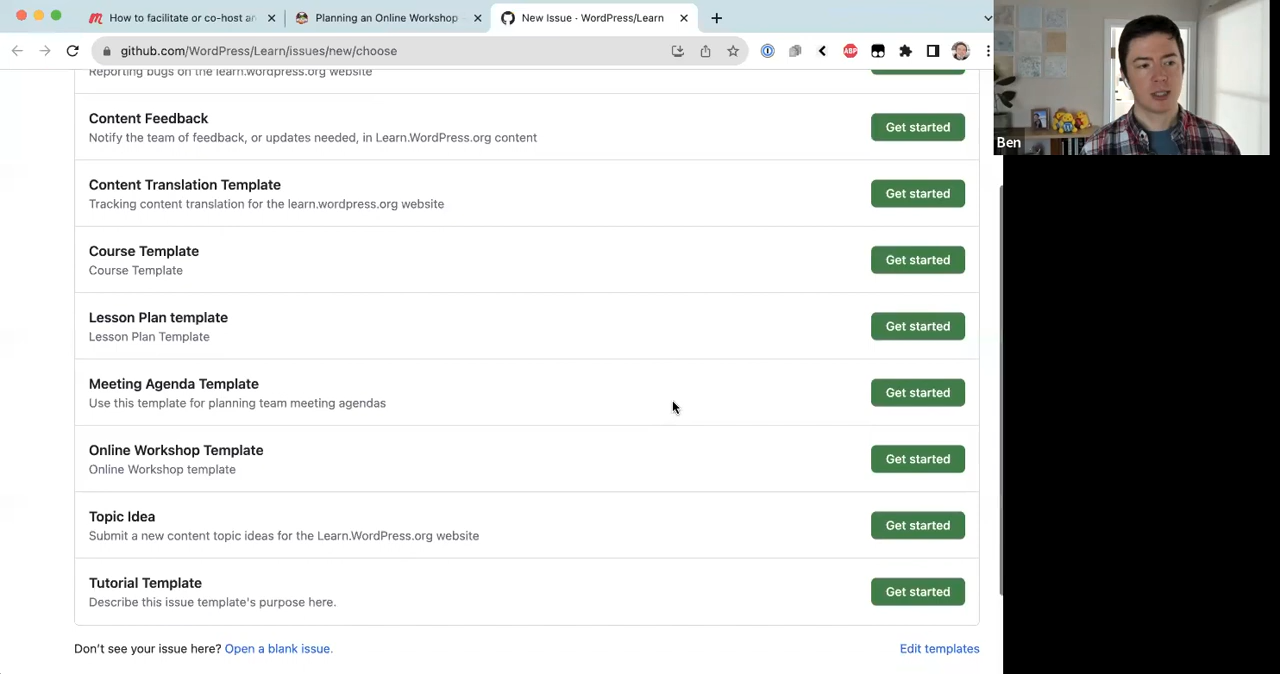 How to facilitate or co-host an
Planning an Online Workshop
New Issue · WordPress/Learn
github.com/WordPress/Learn/issues/new/choose
ABP
Ben
Reporting bugs on the learn.wordpress.org website
Content Feedback
Notify the team of feedback, or updates needed, in Learn.WordPress.org content
Get started
Content Translation Template
Tracking content translation for the learn.wordpress.org website
Get started
Course Template
Course Template
Get started
Lesson Plan template
Lesson Plan Template
Get started
Meeting Agenda Template
Use this template for planning team meeting agendas
Get started
Online Workshop Template
Online Workshop template
Get started
Topic Idea
Submit a new content topic ideas for the Learn.WordPress.org website
Get started
Tutorial Template
Describe this issue template's purpose here.
Get started
Don't see your issue here? Open a blank issue.
Edit templates